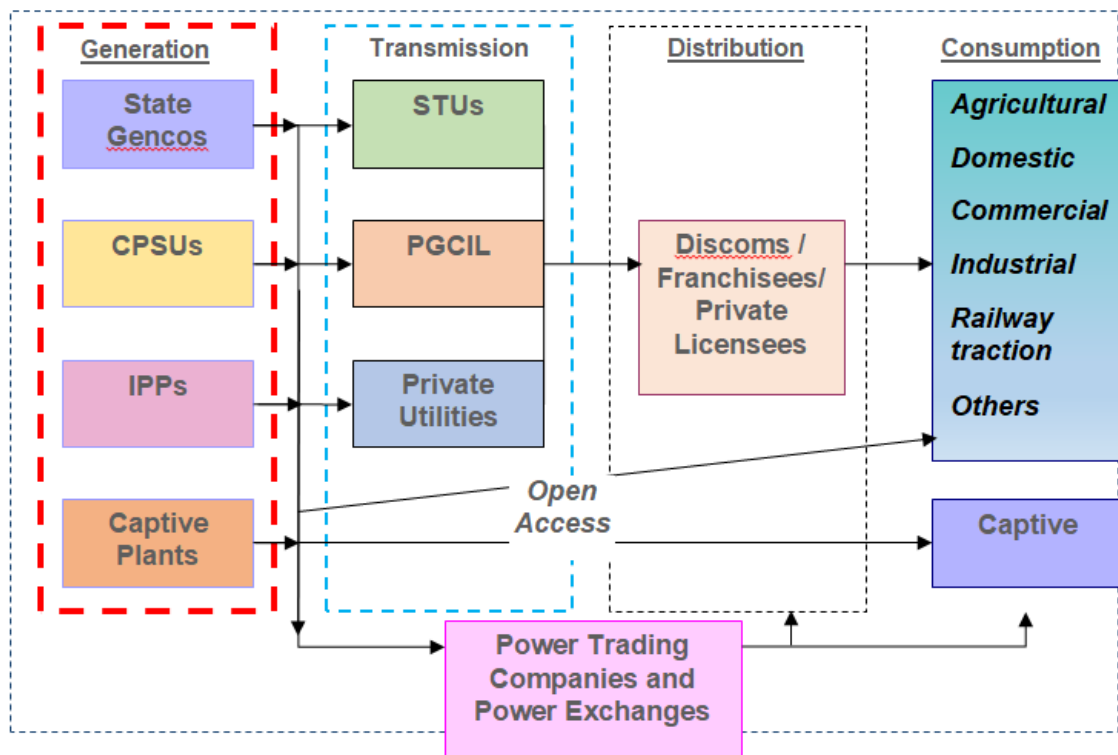 Generation
Transmission
Distribution
Consumption
State
Gencos
STUs
CPSUs
PGCIL
IPPs
Private
Utilities
Captive
Plants
Discoms /
Franchisees/
Private
Licensees
Agricultural
Domestic
Commercial
Industrial
Railway
traction
Others
Open
Access
Captive
Power Trading
Companies and
Power Exchanges